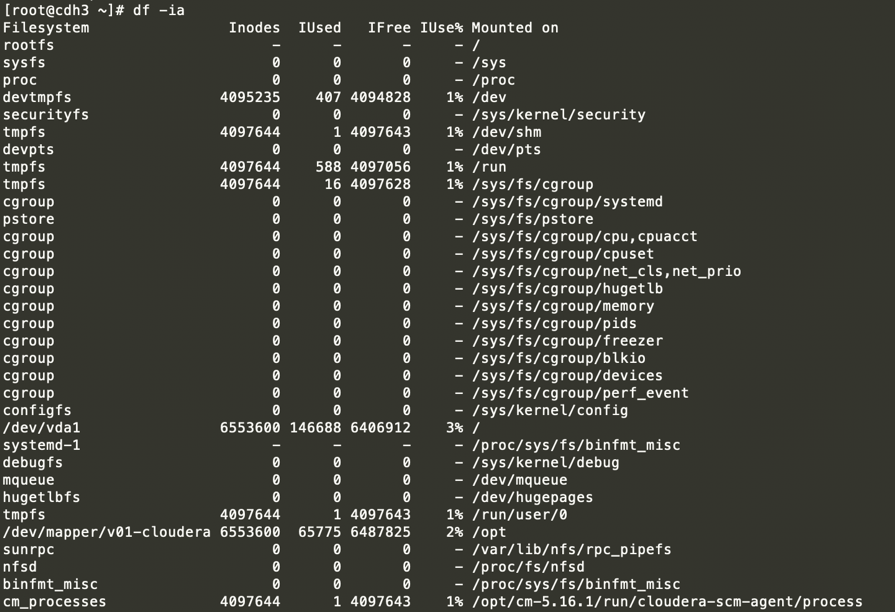 [root@cdh3 ~]# df -ia
Filesystem Inodes IUsed IFree IUse% Mounted on
rootfs - - - - /
sysfs 0 0 0 - /sys
proc 0 0 0 - /proc
devtmpfs 4095235 407 4094828 1% /dev
securityfs 0 0 0 - /sys/kernel/security
tmpfs 4097644 1 4097643 1% /dev/shm
devpts 0 0 0 - /dev/pts
tmpfs 4097644 588 4097056 1% /run
tmpfs 4097644 16 4097628 1% /sys/fs/cgroup
cgroup 0 0 0 - /sys/fs/cgroup/systemd
pstore 0 0 0 - /sys/fs/pstore
cgroup 0 0 0 - /sys/fs/cgroup/cpu,cpuacct
cgroup 0 0 0 - /sys/fs/cgroup/cpuset
cgroup 0 0 0 - /sys/fs/cgroup/net_cls,net_prio
cgroup 0 0 0 - /sys/fs/cgroup/hugetlb
cgroup 0 0 0 - /sys/fs/cgroup/memory
cgroup 0 0 0 - /sys/fs/cgroup/pids
cgroup 0 0 0 - /sys/fs/cgroup/freezer
cgroup 0 0 0 - /sys/fs/cgroup/blkio
cgroup 0 0 0 - /sys/fs/cgroup/devices
cgroup 0 0 0 - /sys/fs/cgroup/perf_event
configfs 0 0 0 - /sys/kernel/config
/dev/vda1 6553600 146688 6406912 3% /
systemd-1 - - - - /proc/sys/fs/binfmt_misc
debugfs 0 0 0 - /sys/kernel/debug
mqueue 0 0 0 - /dev/mqueue
hugetlbfs 0 0 0 - /dev/hugepages
tmpfs 4097644 1 4097643 1% /run/user/0
/dev/mapper/v01-cloudera 6553600 65775 6487825 2% /opt
sunrpc 0 0 0 - /var/lib/nfs/rpc_pipefs
nfsd 0 0 0 - /proc/fs/nfsd
binfmt_misc 0 0 0 - /proc/sys/fs/binfmt_misc
cm_processes 4097644 1 4097643 1% /opt/cm-5.16.1/run/cloudera-scm-agent/process